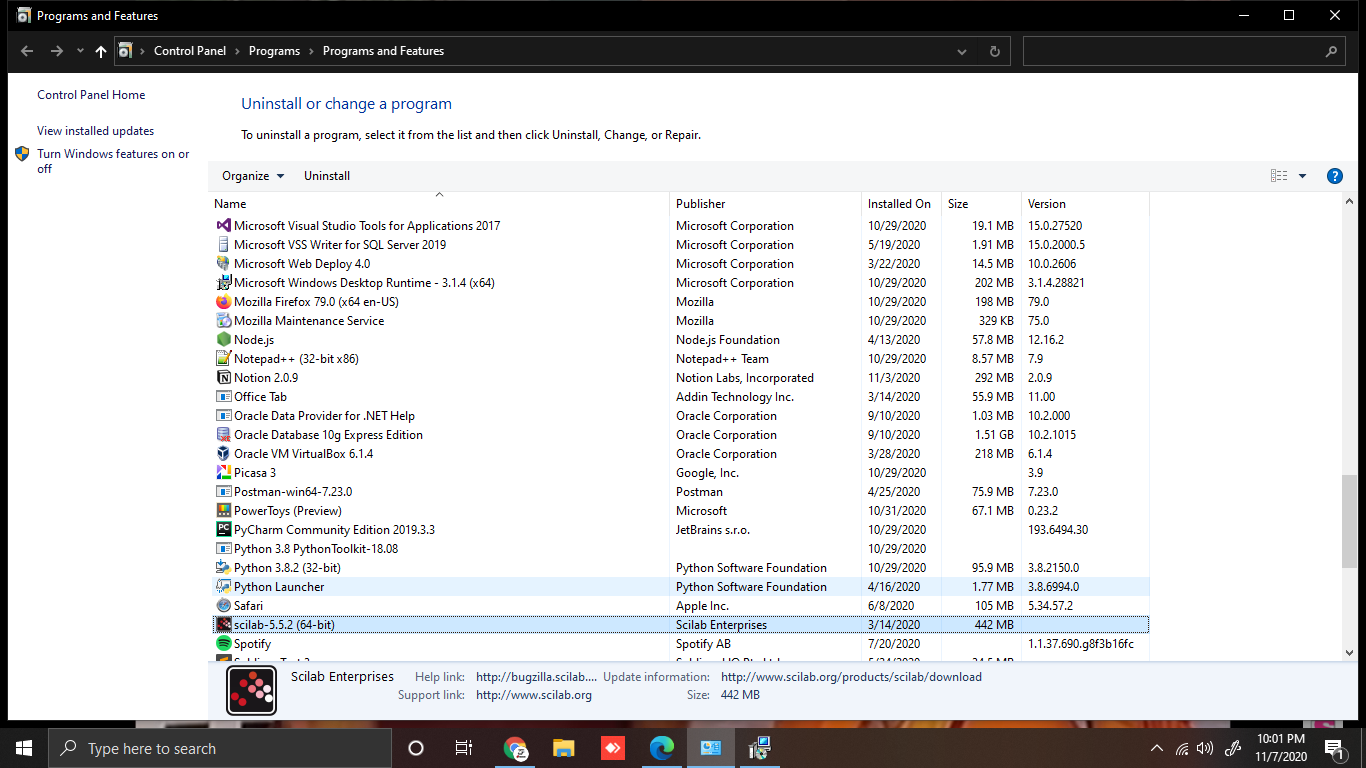 Programs and Features
Control Panel > Programs > Programs and Features
Control Panel Home
View installed updates
Turn Windows features on or
off
Uninstall or change a program
To uninstall a program, select it from the list and then click Uninstall, Change, or Repair.
Organize Uninstall
Name Publisher Installed On Size Version
Microsoft Visual Studio Tools for Applications 2017 Microsoft Corporation 10/29/2020 19.1 MB 15.0.27520
Microsoft VSS Writer for SQL Server 2019 Microsoft Corporation 5/19/2020 1.91 MB 15.0.2000.5
Microsoft Web Deploy 4.0 Microsoft Corporation 3/22/2020 14.5 MB 10.0.2606
Microsoft Windows Desktop Runtime - 3.1.4 (x64) Microsoft Corporation 10/29/2020 202 MB 3.1.4.28821
Mozilla Firefox 79.0 (x64 en-US) Mozilla 10/29/2020 198 MB 79.0
Mozilla Maintenance Service Mozilla 10/29/2020 329 KB 75.0
Node.js Node.js Foundation 4/13/2020 57.8 MB 12.16.2
Notepad++ (32-bit x86) Notepad++ Team 10/29/2020 8.57 MB 7.9
Notion 2.0.9 Notion Labs, Incorporated 11/3/2020 292 MB 2.0.9
Office Tab Addin Technology Inc. 3/14/2020 55.9 MB 11.00
Oracle Data Provider for .NET Help Oracle Corporation 9/10/2020 1.03 MB 10.2.000
Oracle Database 10g Express Edition Oracle Corporation 9/10/2020 1.51 GB 10.2.1015
Oracle VM VirtualBox 6.1.4 Oracle Corporation 3/28/2020 218 MB 6.1.4
Picasa 3 Google, Inc. 10/29/2020 3.9
Postman-win64-7.23.0 Postman 4/25/2020 75.9 MB 7.23.0
PowerToys (Preview) Microsoft 10/31/2020 67.1 MB 0.23.2
PyCharm Community Edition 2019.3.3 JetBrains s.r.o. 10/29/2020 193.6494.30
Python 3.8 PythonToolkit-18.08 10/29/2020
Python 3.8.2 (32-bit) Python Software Foundation 10/29/2020 95.9 MB 3.8.2150.0
Python Launcher Python Software Foundation 4/16/2020 1.77 MB 3.8.6994.0
Safari Apple Inc. 6/8/2020 105 MB 5.34.57.2
scilab-5.5.2 (64-bit) Scilab Enterprises 3/14/2020 442 MB
Spotify Spotify AB 7/20/2020 1.1.37.690.g8f3b16fc
Scilab Enterprises Help link: http://bugzilla.scilab.... Update information: http://www.scilab.org/products/scilab/download
Support link: http://www.scilab.org Size: 442 MB
Type here to search
10:01 PM
11/7/2020
1